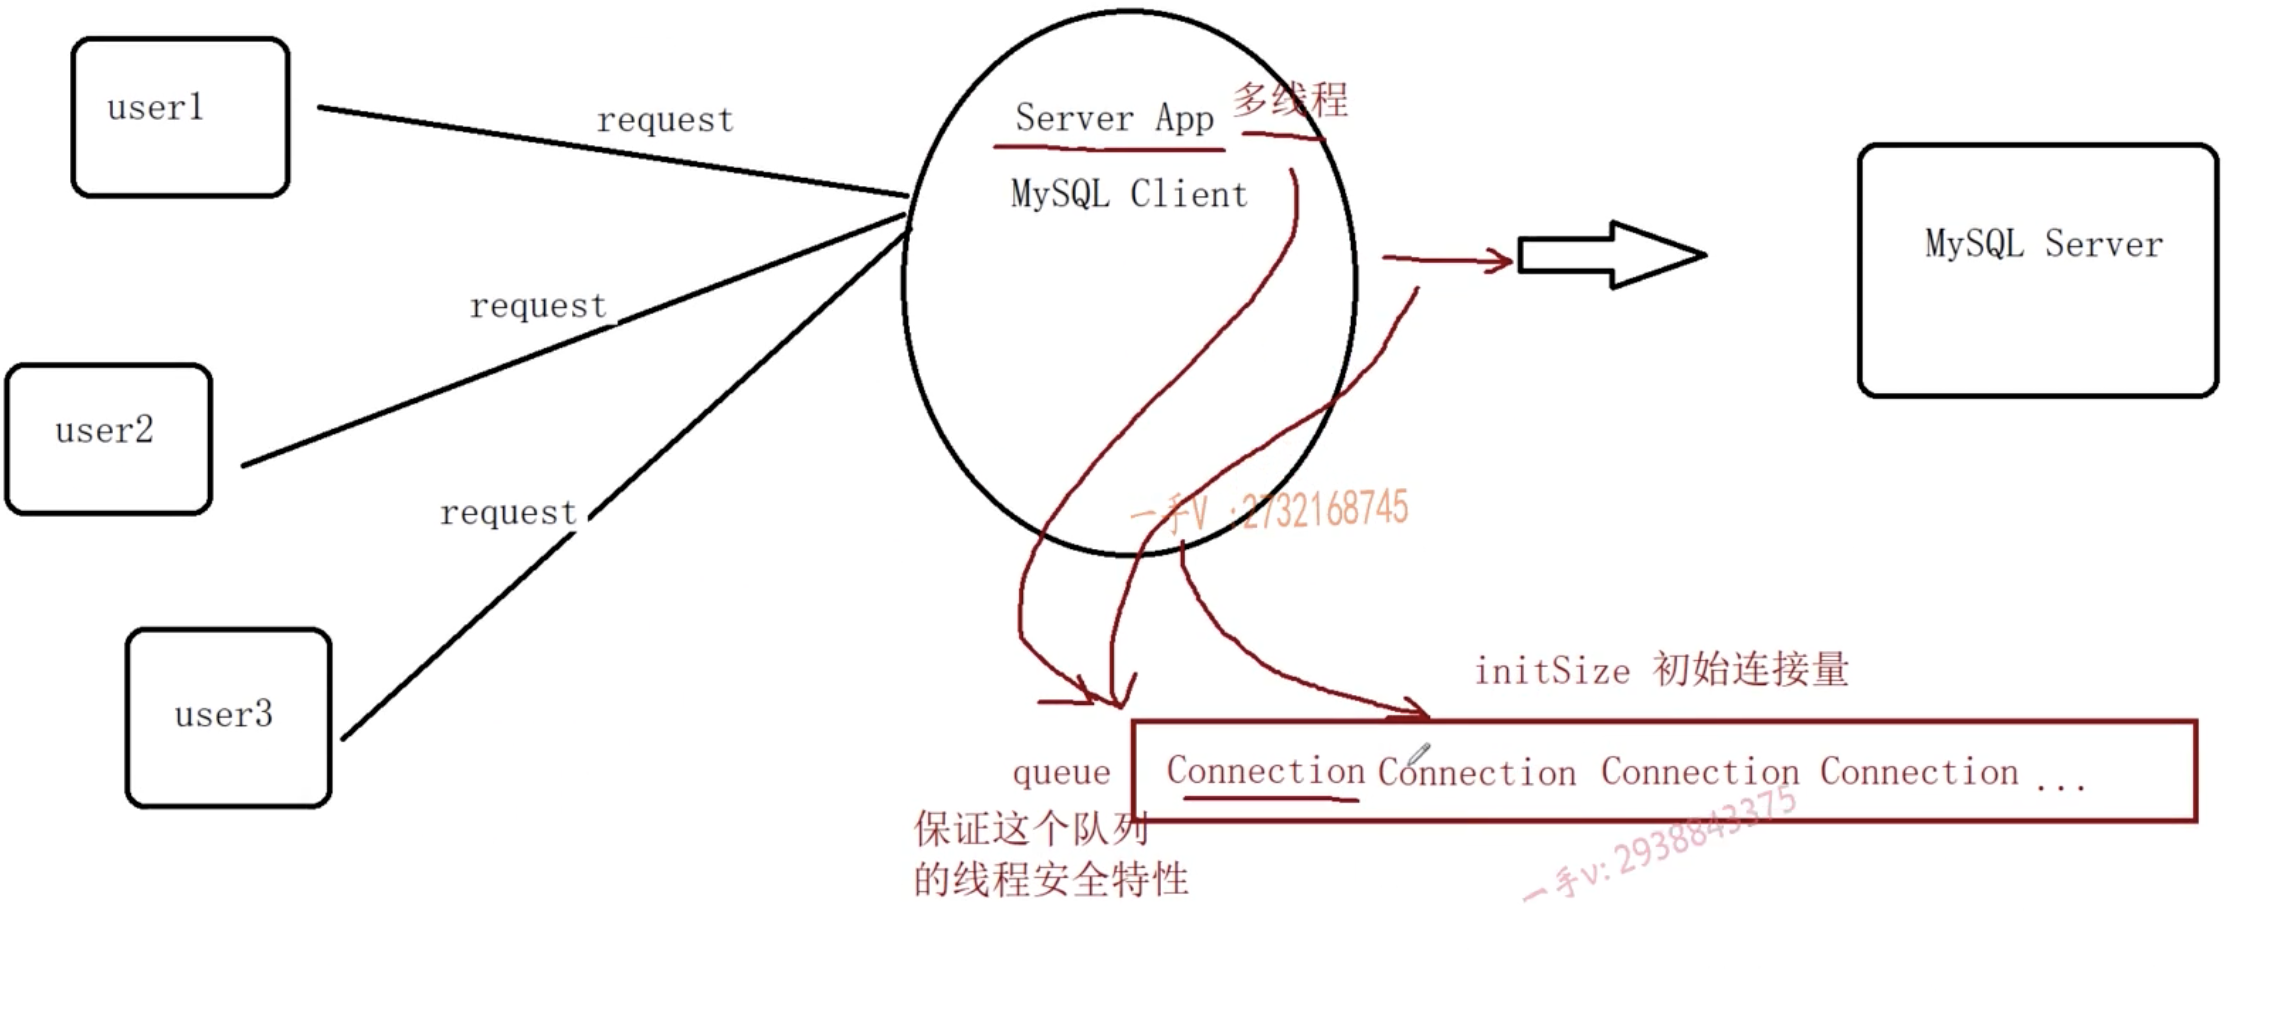 user1
request
Server App 多线程
MySQL Client
MySQL Server
request
user2
request
一手V :2732168745
user3
initSize 初始连接量
queue
Connection Connection Connection Connection ...
保证这个队列
的线程安全特性
一手v: 2938843375